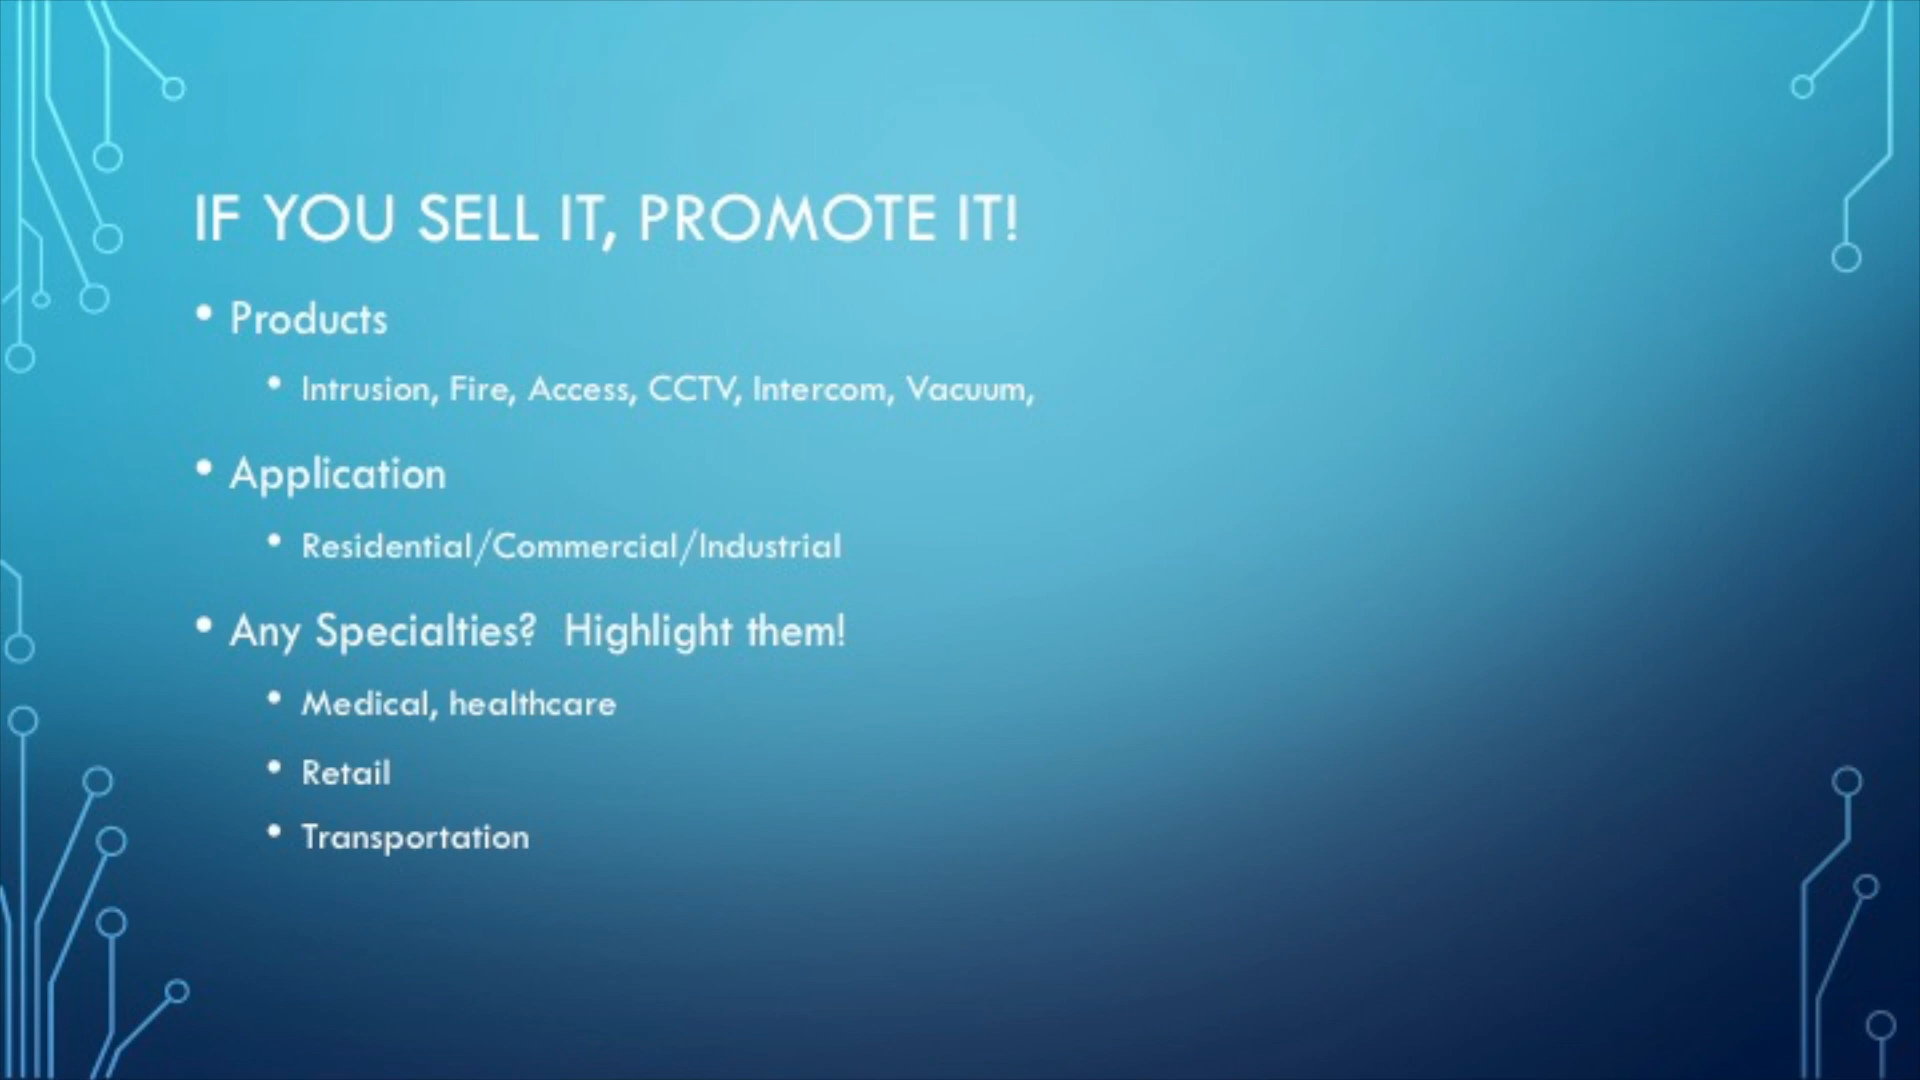 IF YOU SELL IT, PROMOTE IT!
• Products
• Intrusion, Fire, Access, CCTV, Intercom, Vacuum,
• Application
• Residential/Commercial/Industrial
• Any Specialties?  Highlight them!
• Medical, healthcare
• Retail
• Transportation